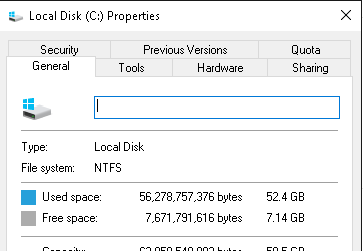 Local Disk (C:) Properties
Security Previous Versions Quota
General Tools Hardware Sharing
Type: Local Disk
File system: NTFS
Used space: 56,278,757,376 bytes 52.4 GB
Free space: 7,671,791,616 bytes 7.14 GB